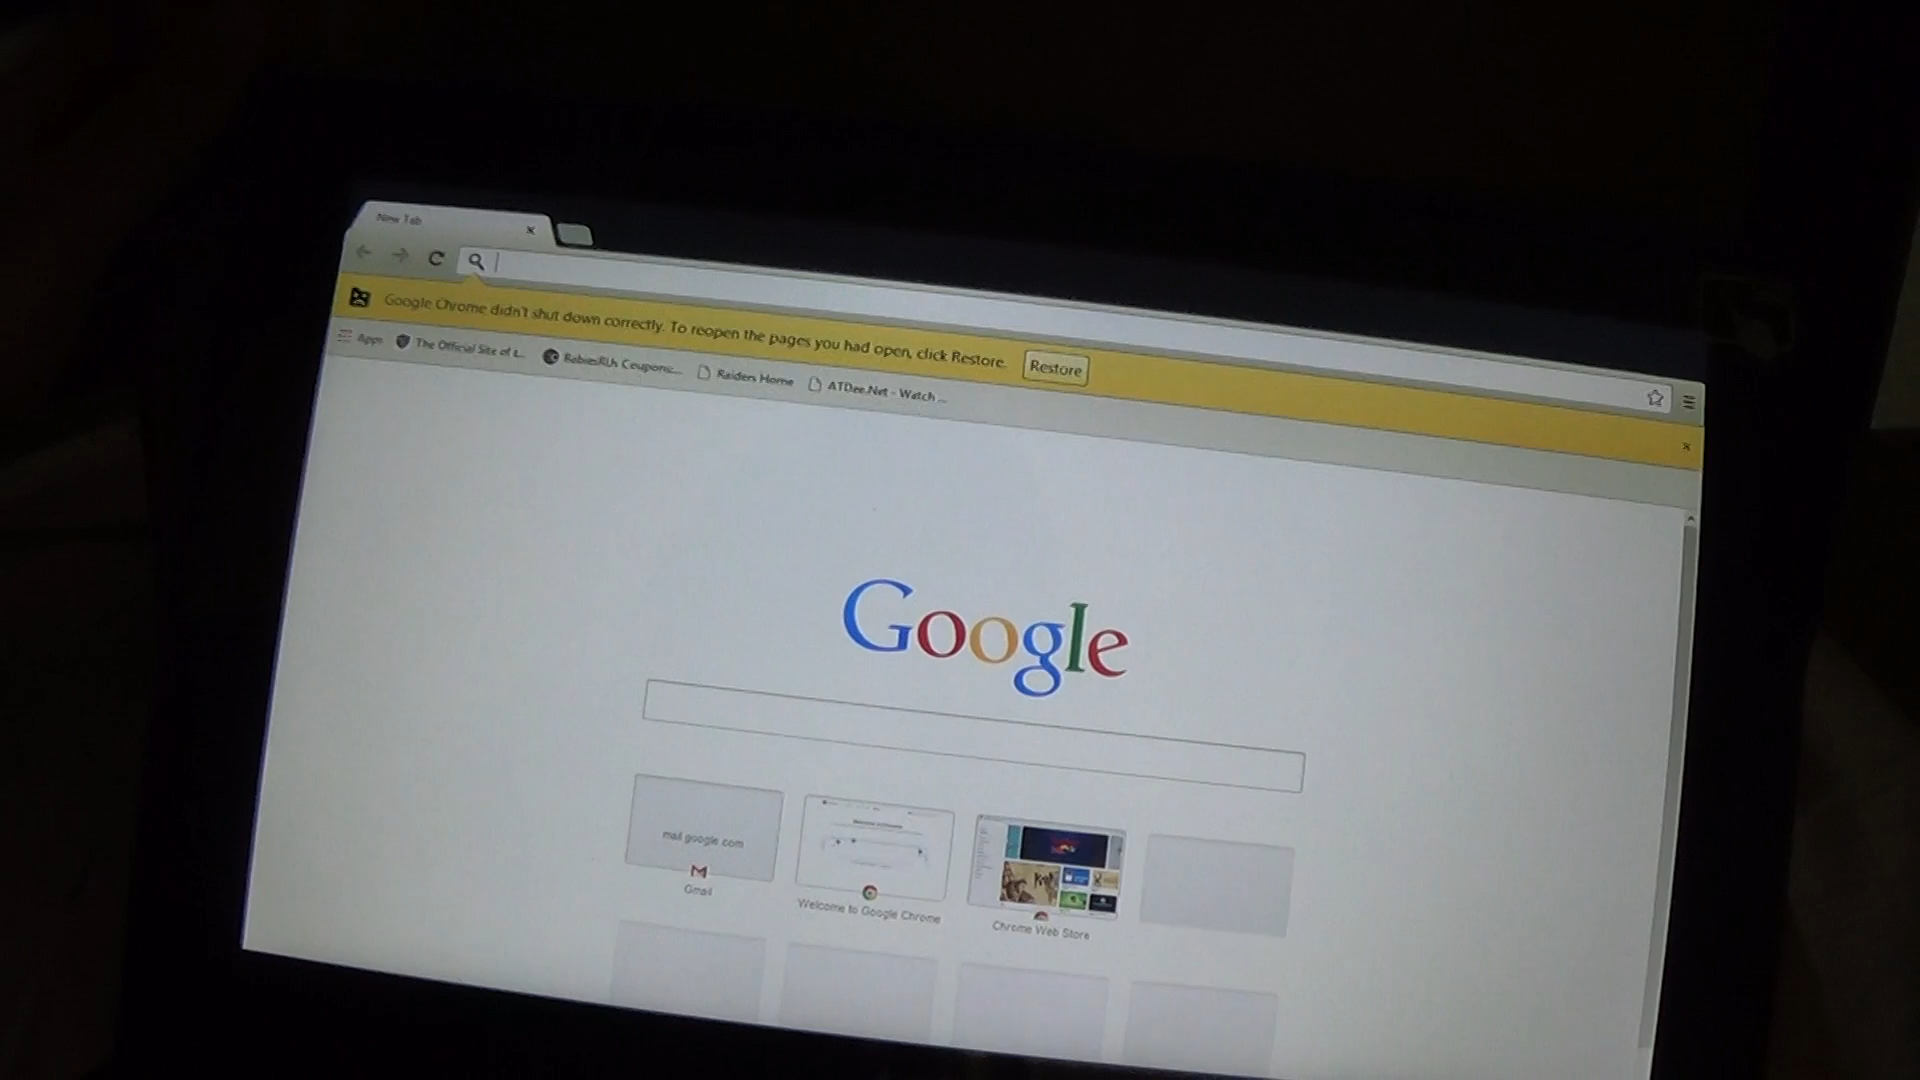 New Tab
Google Chrome didn't shut down correctly. To reopen the pages you had open, click Restore.
Restore
Apps
The Official Site of t...
BabiesRUs Coupons:...
Raiders Home
ATDee.Net - Watch ...
Google
mail.google.com
Gmail
Welcome to Google Chrome
Chrome Web Store